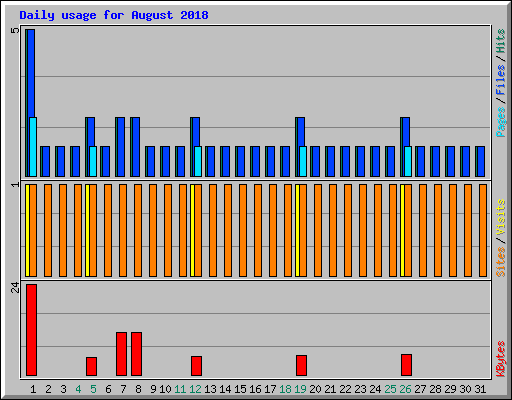 Daily usage for August 2018
5
Pages / Files / Hits
1
Sites / Visits
24
KBytes
1 2 3 4 5 6 7 8 9 10 11 12 13 14 15 16 17 18 19 20 21 22 23 24 25 26 27 28 29 30 31